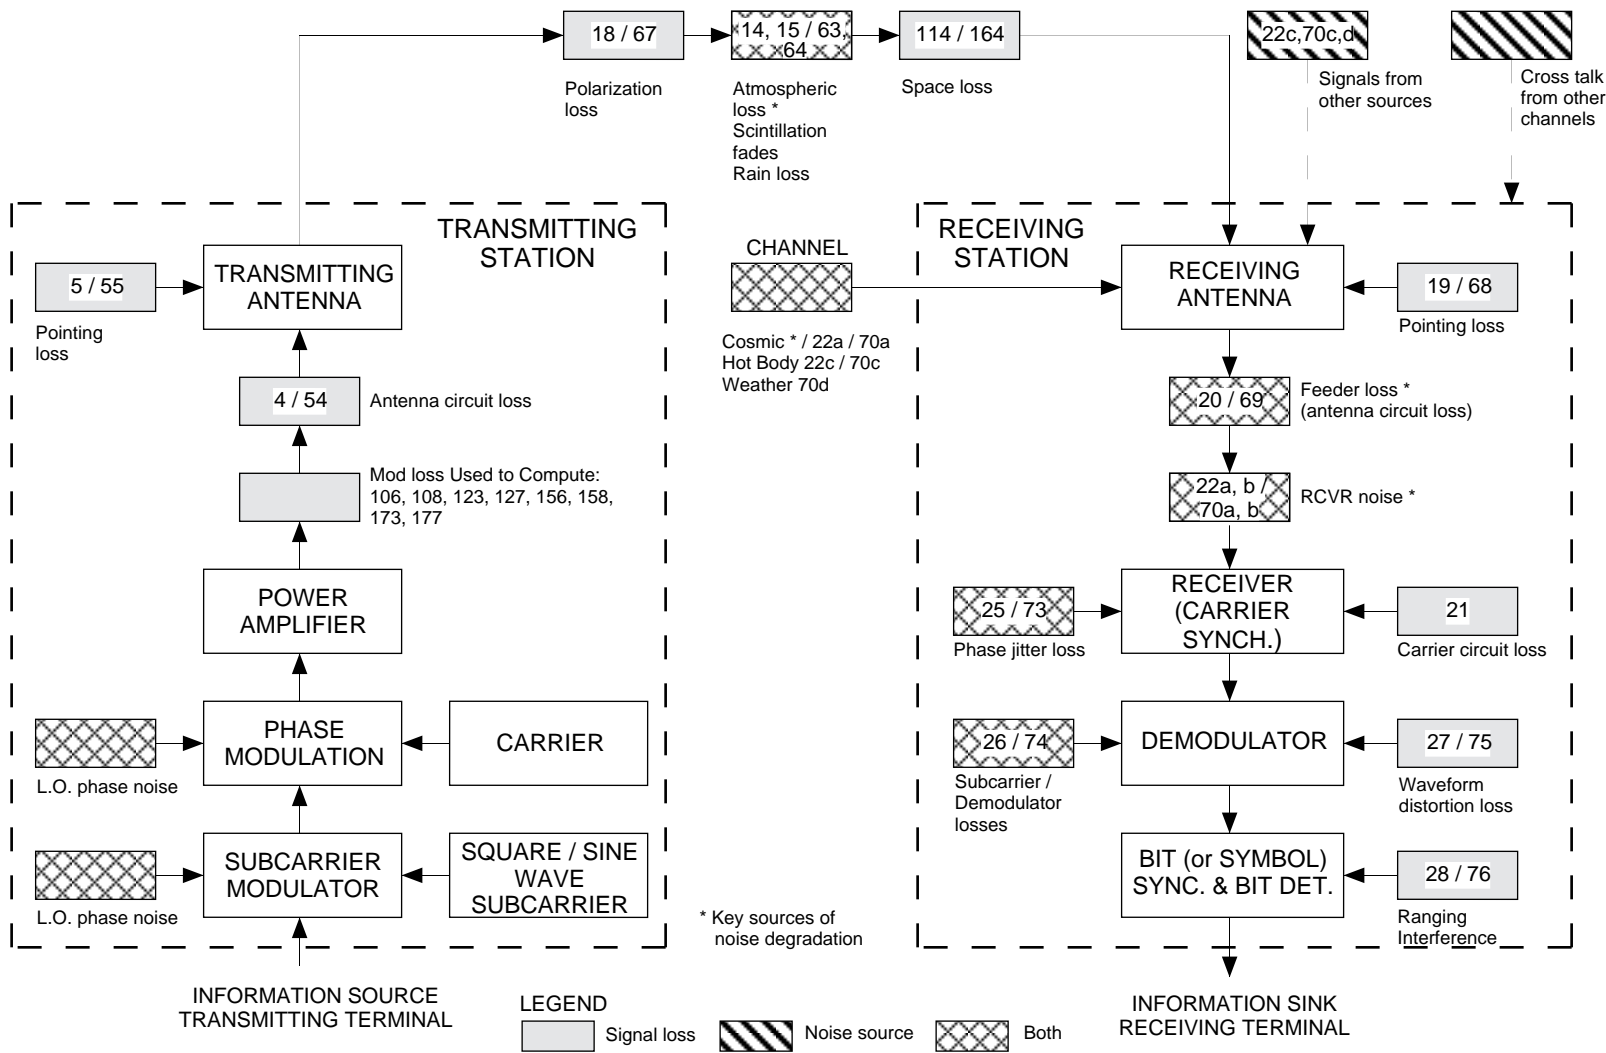 18 / 67
14, 15 / 63,
64
114 / 164
22c,70c,d
Polarization
loss
Atmospheric
loss *
Scintillation
fades
Rain loss
Space loss
Signals from
other sources
Cross talk
from other
channels
TRANSMITTING
STATION
5 / 55
Pointing
loss
TRANSMITTING
ANTENNA
4 / 54
Antenna circuit loss
Mod loss Used to Compute:
106, 108, 123, 127, 156, 158,
173, 177
POWER
AMPLIFIER
L.O. phase noise
PHASE
MODULATION
CARRIER
L.O. phase noise
SUBCARRIER
MODULATOR
SQUARE / SINE
WAVE
SUBCARRIER
INFORMATION SOURCE
TRANSMITTING TERMINAL
CHANNEL
Cosmic * / 22a / 70a
Hot Body 22c / 70c
Weather 70d
* Key sources of
noise degradation
RECEIVING
STATION
RECEIVING
ANTENNA
19 / 68
Pointing loss
20 / 69
Feeder loss *
(antenna circuit loss)
22a, b /
70a, b
RCVR noise *
25 / 73
Phase jitter loss
RECEIVER
(CARRIER
SYNCH.)
21
Carrier circuit loss
26 / 74
Subcarrier /
Demodulator
losses
DEMODULATOR
27 / 75
Waveform
distortion loss
BIT (or SYMBOL)
SYNC. & BIT DET.
28 / 76
Ranging
Interference
INFORMATION SINK
RECEIVING TERMINAL
LEGEND
Signal loss
Noise source
Both